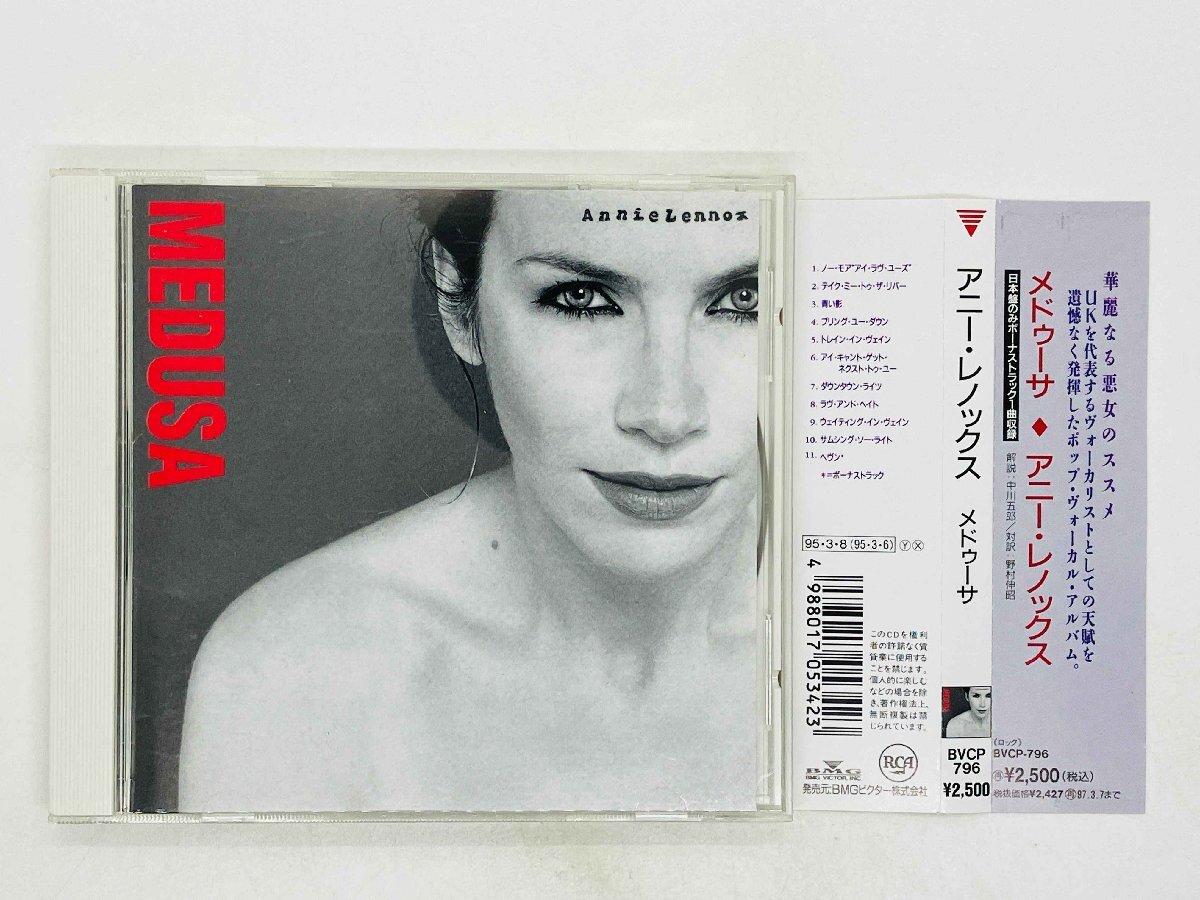 MEDUSA
Annie Lennox
1. ノー・モア“アイ・ラヴ・ユーズ”
2. テイク・ミー・トゥ・ザ・リバー
3. 青い影
4. ブリング・ユー・ダウン
5. トレイン・イン・ヴェイン
6. アイ・キャント・ゲット・
ネクスト・トゥ・ユー
7. ダウンタウン・ライツ
8. ラヴ・アンド・ヘイト
9. ウェイティング・イン・ヴェイン
10. サムシング・ソー・ライト
11. ヘヴン*
*=ボーナストラック
95・3・8 (95・3・6) Ⓨ Ⓧ
4 988017 053423
このCDを権利
者の許諾なく賃
貸業に使用する
ことを禁じます。
個人的に楽しむ
などの場合を除
き、著作権法上、
無断複製は禁
じられています。
BMG
BMG VICTOR, INC.
RCA
発売元:BMGビクター株式会社
アニー・レノックス メドゥーサ
MEDUSA
BVCP
796
¥2,500
華麗なる悪女のススメ
UKを代表するヴォーカリストとしての天賦を
遺憾なく発揮したポップ・ヴォーカル・アルバム。
メドゥーサ♦アニー・レノックス
日本盤のみボーナストラック1曲収録
解説:中川五郎/対訳:野村伸昭
(ロック)
BVCP-796
㊂¥2,500(税込)
税抜価格¥2,427 ㊂97.3.7まで